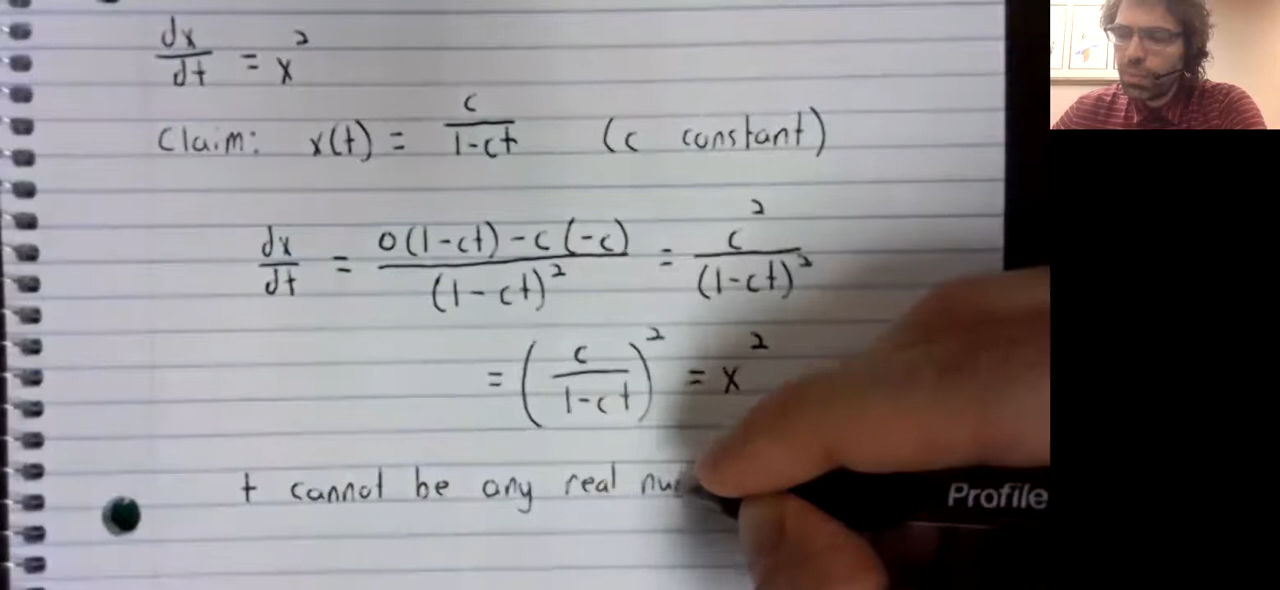 dx/dt = x²
Claim: x(t) = c/(1-ct) (c constant)
dx/dt = (0(1-ct)-c(-c))/(1-ct)² = c²/(1-ct)²
= (c/(1-ct))² = x²
t cannot be any real
Profile